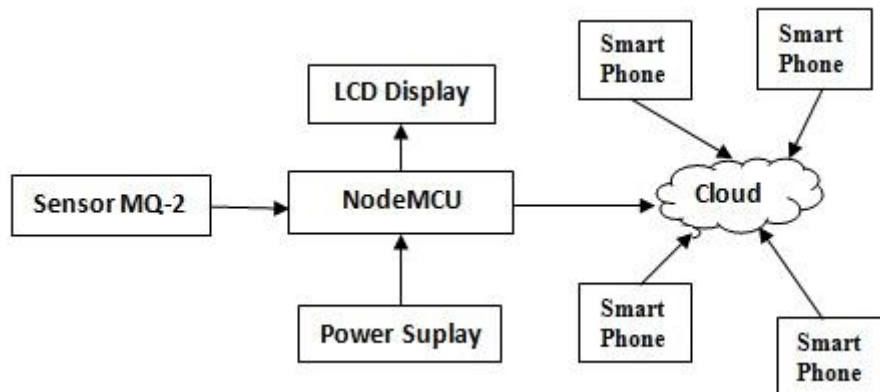 Smart
Phone
Smart
Phone
LCD Display
Sensor MQ-2
NodeMCU
Cloud
Smart
Phone
Power Suplay
Smart
Phone